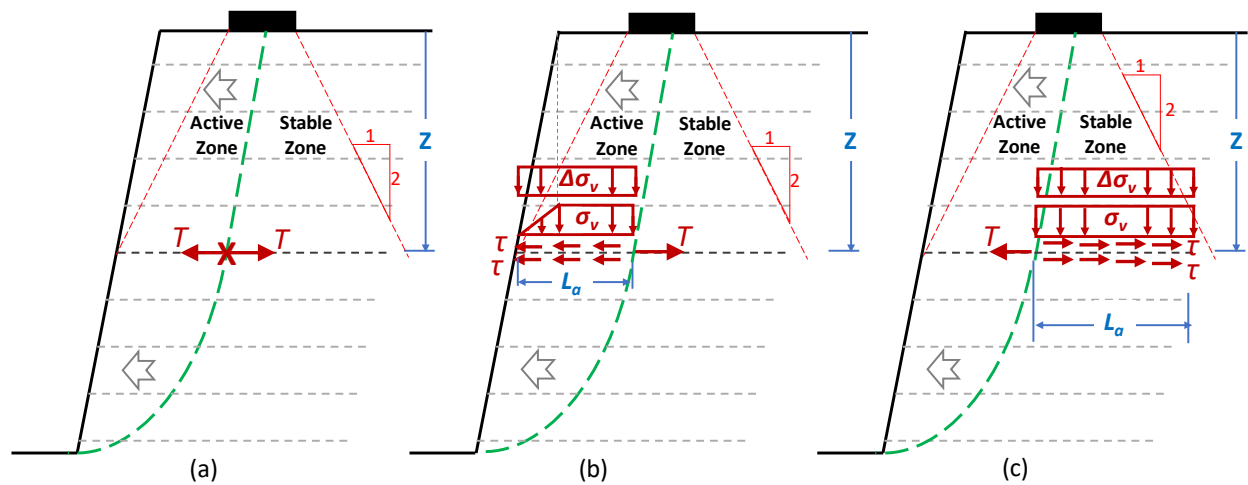 Active
Zone
Stable
Zone
1
2
Z
T
X
T
(a)
Active
Zone
Stable
Zone
1
2
Z
Δσv
σv
τ
τ
T
La
(b)
1
2
Active
Zone
Stable
Zone
Z
Δσv
σv
T
τ
τ
La
(c)